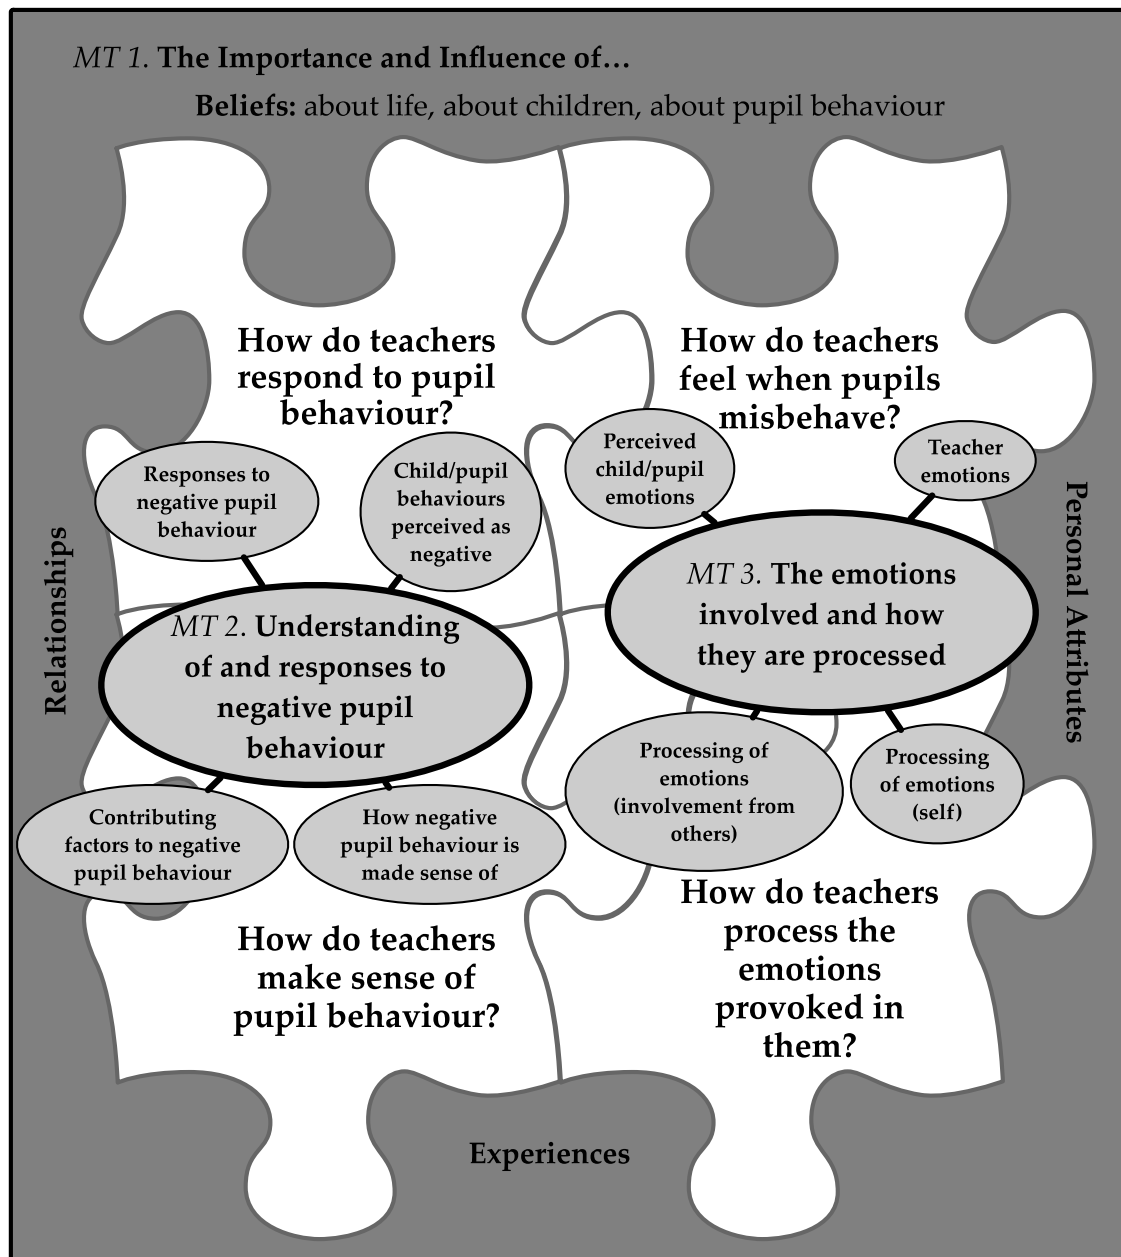 MT 1. The Importance and Influence of…
Beliefs: about life, about children, about pupil behaviour
How do teachers
respond to pupil
behaviour?
How do teachers
feel when pupils
misbehave?
Responses to
negative pupil
behaviour
Child/pupil
behaviours
perceived as
negative
Perceived
child/pupil
emotions
Teacher
emotions
Relationships
Personal Attributes
MT 2. Understanding
of and responses to
negative pupil
behaviour
MT 3. The emotions
involved and how
they are processed
Contributing
factors to negative
pupil behaviour
How negative
pupil behaviour is
made sense of
Processing of
emotions
(involvement from
others)
Processing
of emotions
(self)
How do teachers
make sense of
pupil behaviour?
How do teachers
process the
emotions
provoked in
them?
Experiences